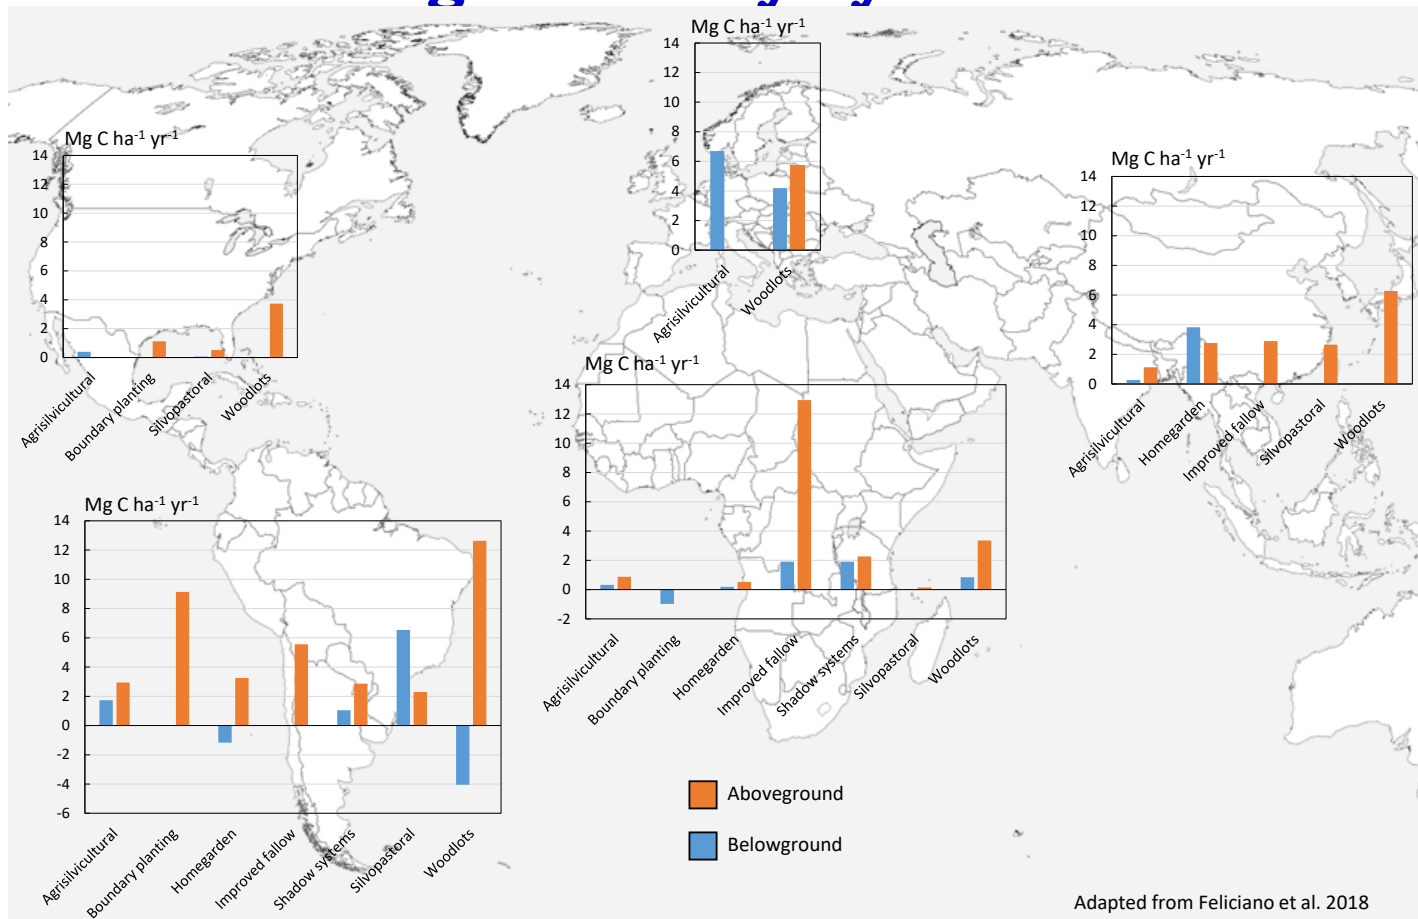 Mg C ha⁻¹ yr⁻¹
14
12
10
8
6
4
2
0
Agrisilvicultural
Woodlots
Mg C ha⁻¹ yr⁻¹
14
12
10
8
6
4
2
0
Agrisilvicultural
Boundary planting
Silvopastoral
Woodlots
Mg C ha⁻¹ yr⁻¹
14
12
10
8
6
4
2
0
Agrisilvicultural
Homegarden
Improved fallow
Silvopastoral
Woodlots
Mg C ha⁻¹ yr⁻¹
14
12
10
8
6
4
2
0
-2
Agrisilvicultural
Boundary planting
Homegarden
Improved fallow
Shadow systems
Silvopastoral
Woodlots
Mg C ha⁻¹ yr⁻¹
14
12
10
8
6
4
2
0
-2
-4
-6
Agrisilvicultural
Boundary planting
Homegarden
Improved fallow
Shadow systems
Silvopastoral
Woodlots
Aboveground
Belowground
Adapted from Feliciano et al. 2018